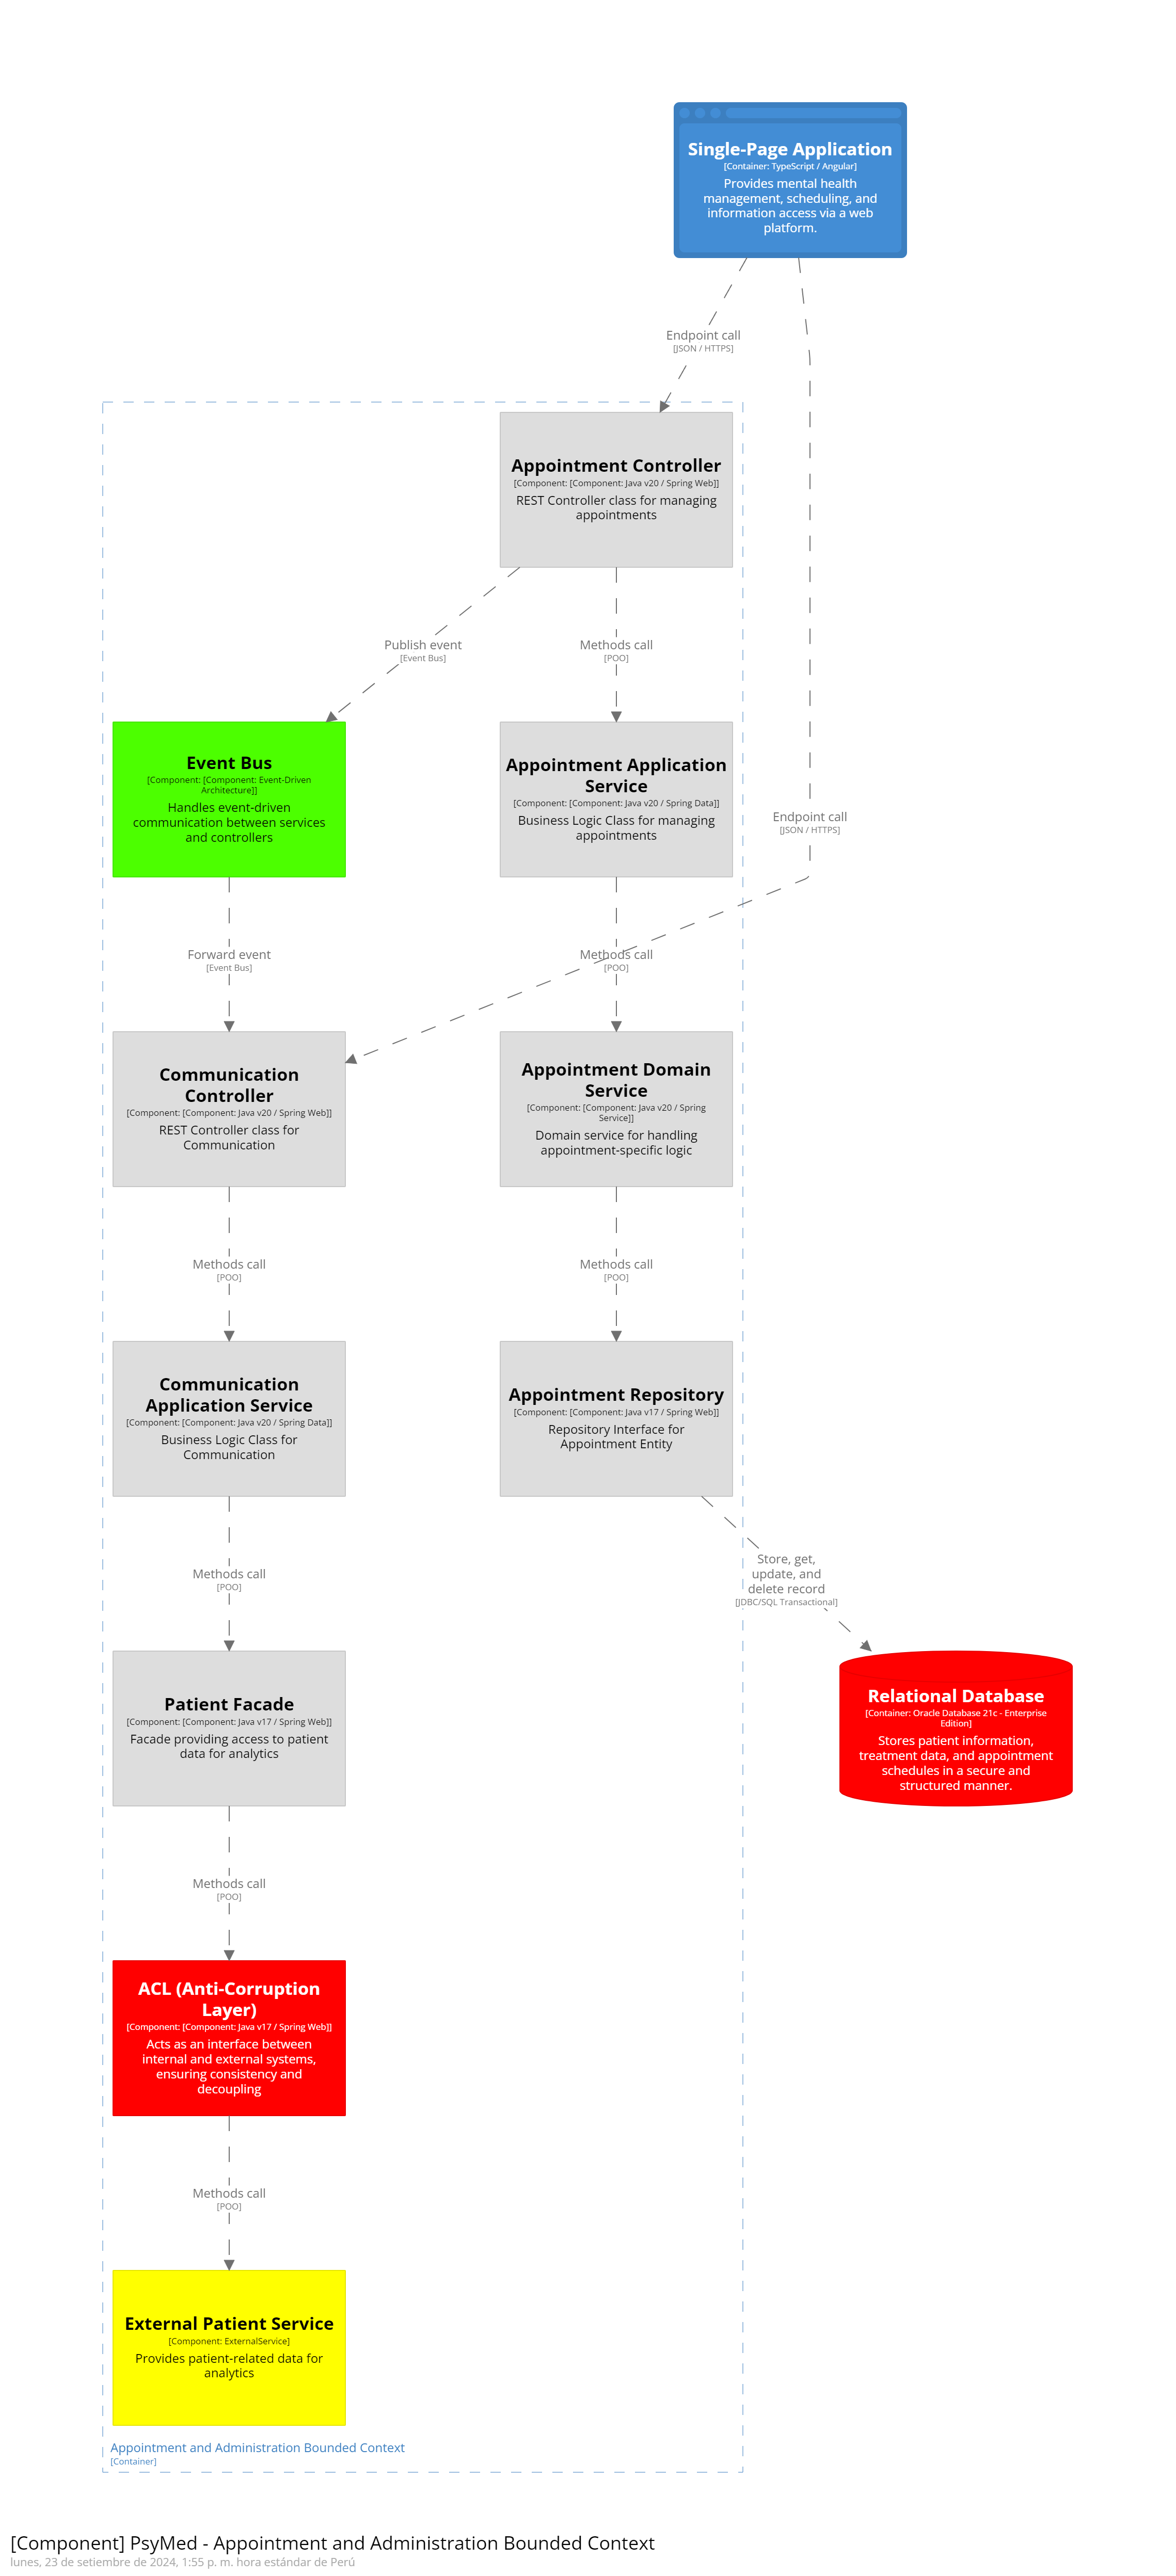 Single-Page Application
[Container: TypeScript / Angular]
Provides mental health
management, scheduling, and
information access via a web
platform.
Endpoint call
[JSON / HTTPS]
Appointment Controller
[Component: [Component: Java v20 / Spring Web]]
REST Controller class for managing
appointments
Publish event
[Event Bus]
Methods call
[POO]
Event Bus
[Component: [Component: Event-Driven
Architecture]]
Handles event-driven
communication between services
and controllers
Appointment Application
Service
[Component: [Component: Java v20 / Spring Data]]
Business Logic Class for managing
appointments
Endpoint call
[JSON / HTTPS]
Forward event
[Event Bus]
Methods call
[POO]
Communication
Controller
[Component: [Component: Java v20 / Spring Web]]
REST Controller class for
Communication
Appointment Domain
Service
[Component: [Component: Java v20 / Spring
Service]]
Domain service for handling
appointment-specific logic
Methods call
[POO]
Methods call
[POO]
Communication
Application Service
[Component: [Component: Java v20 / Spring Data]]
Business Logic Class for
Communication
Appointment Repository
[Component: [Component: Java v17 / Spring Web]]
Repository Interface for
Appointment Entity
Methods call
[POO]
Store, get,
update, and
delete record
[JDBC/SQL Transactional]
Patient Facade
[Component: [Component: Java v17 / Spring Web]]
Facade providing access to patient
data for analytics
Relational Database
[Container: Oracle Database 21c - Enterprise
Edition]
Stores patient information,
treatment data, and appointment
schedules in a secure and
structured manner.
Methods call
[POO]
ACL (Anti-Corruption
Layer)
[Component: [Component: Java v17 / Spring Web]]
Acts as an interface between
internal and external systems,
ensuring consistency and
decoupling
Methods call
[POO]
External Patient Service
[Component: ExternalService]
Provides patient-related data for
analytics
Appointment and Administration Bounded Context
[Container]
[Component] PsyMed - Appointment and Administration Bounded Context
lunes, 23 de setiembre de 2024, 1:55 p. m. hora estándar de Perú